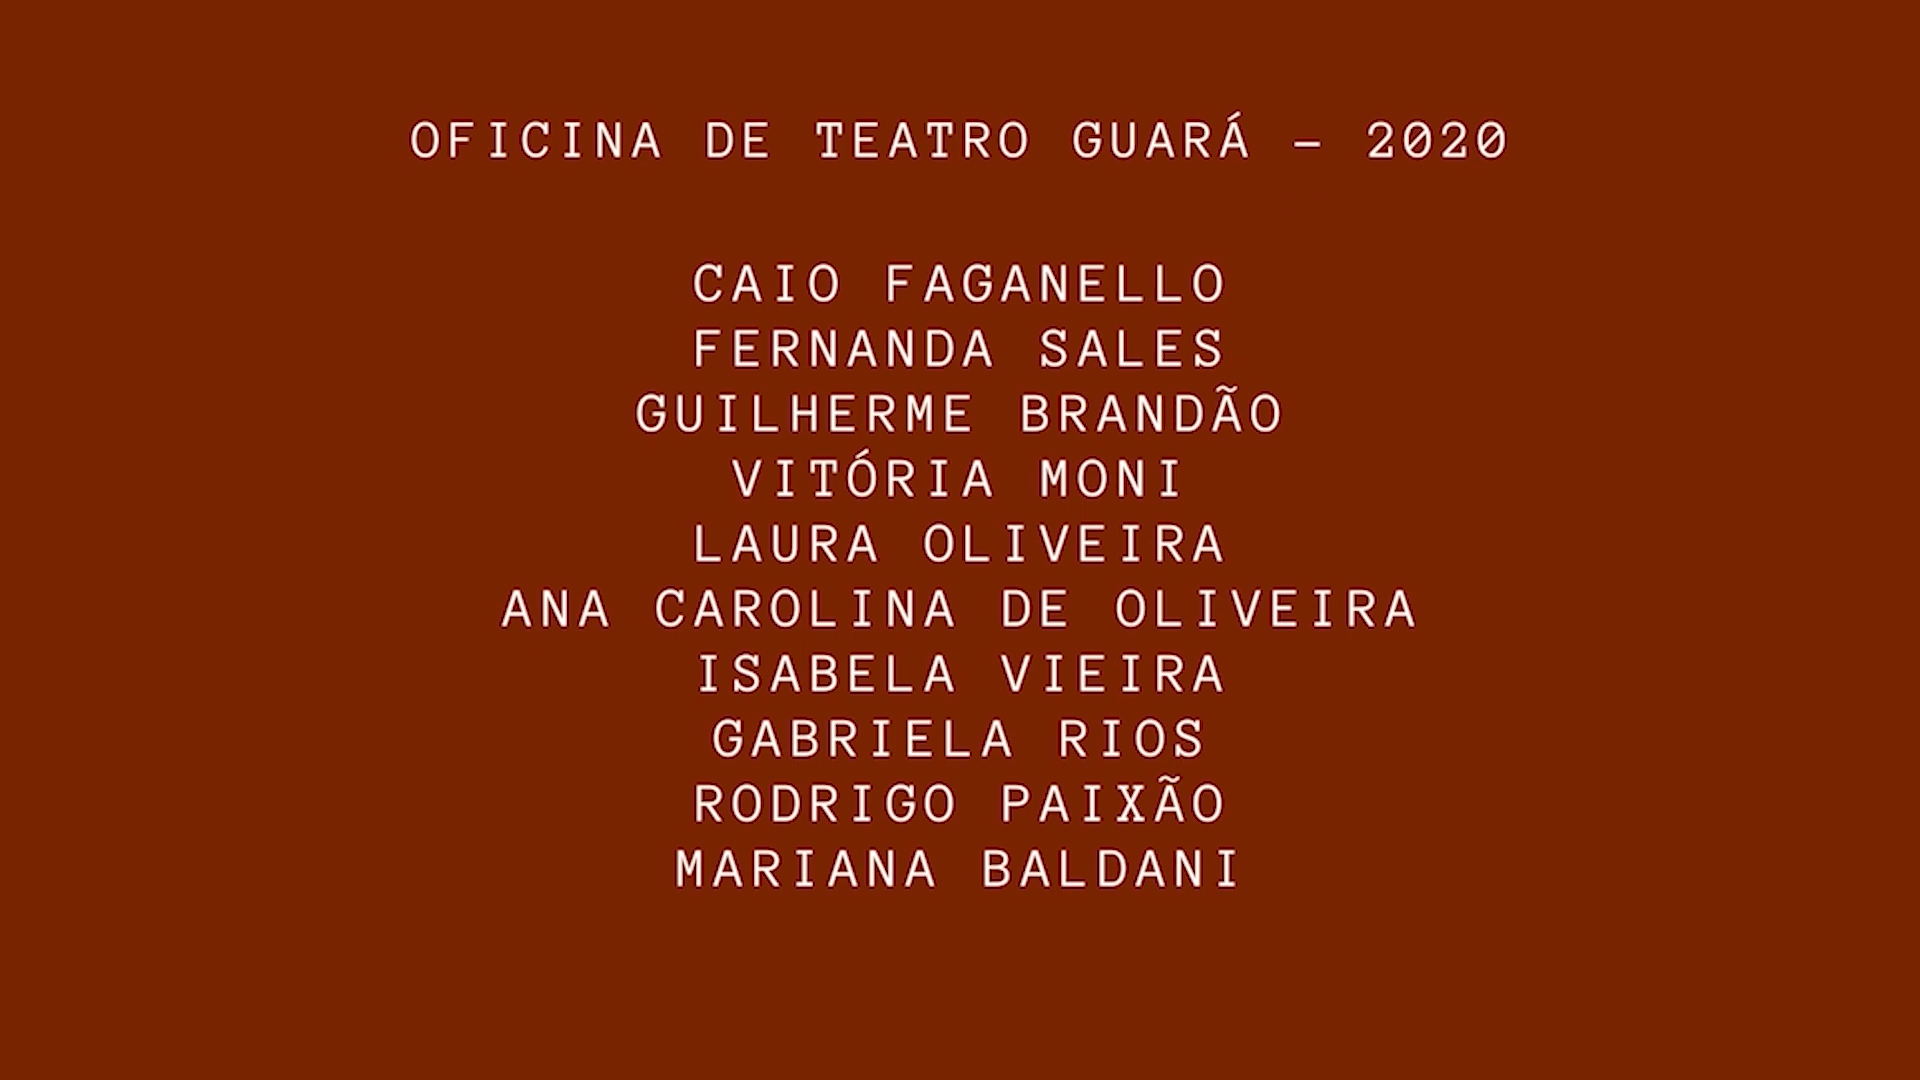 OFICINA DE TEATRO GUARÁ – 2020
CAIO FAGANELLO
FERNANDA SALES
GUILHERME BRANDÃO
VITÓRIA MONI
LAURA OLIVEIRA
ANA CAROLINA DE OLIVEIRA
ISABELA VIEIRA
GABRIELA RIOS
RODRIGO PAIXÃO
MARIANA BALDANI